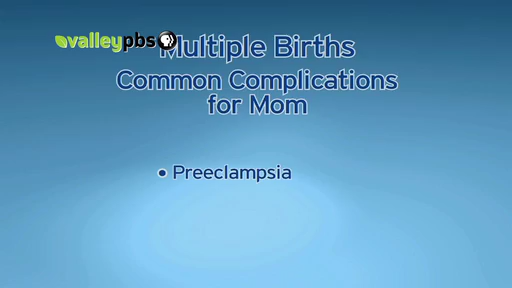 valleypbs
Multiple Births
Common Complications
for Mom
• Preeclampsia